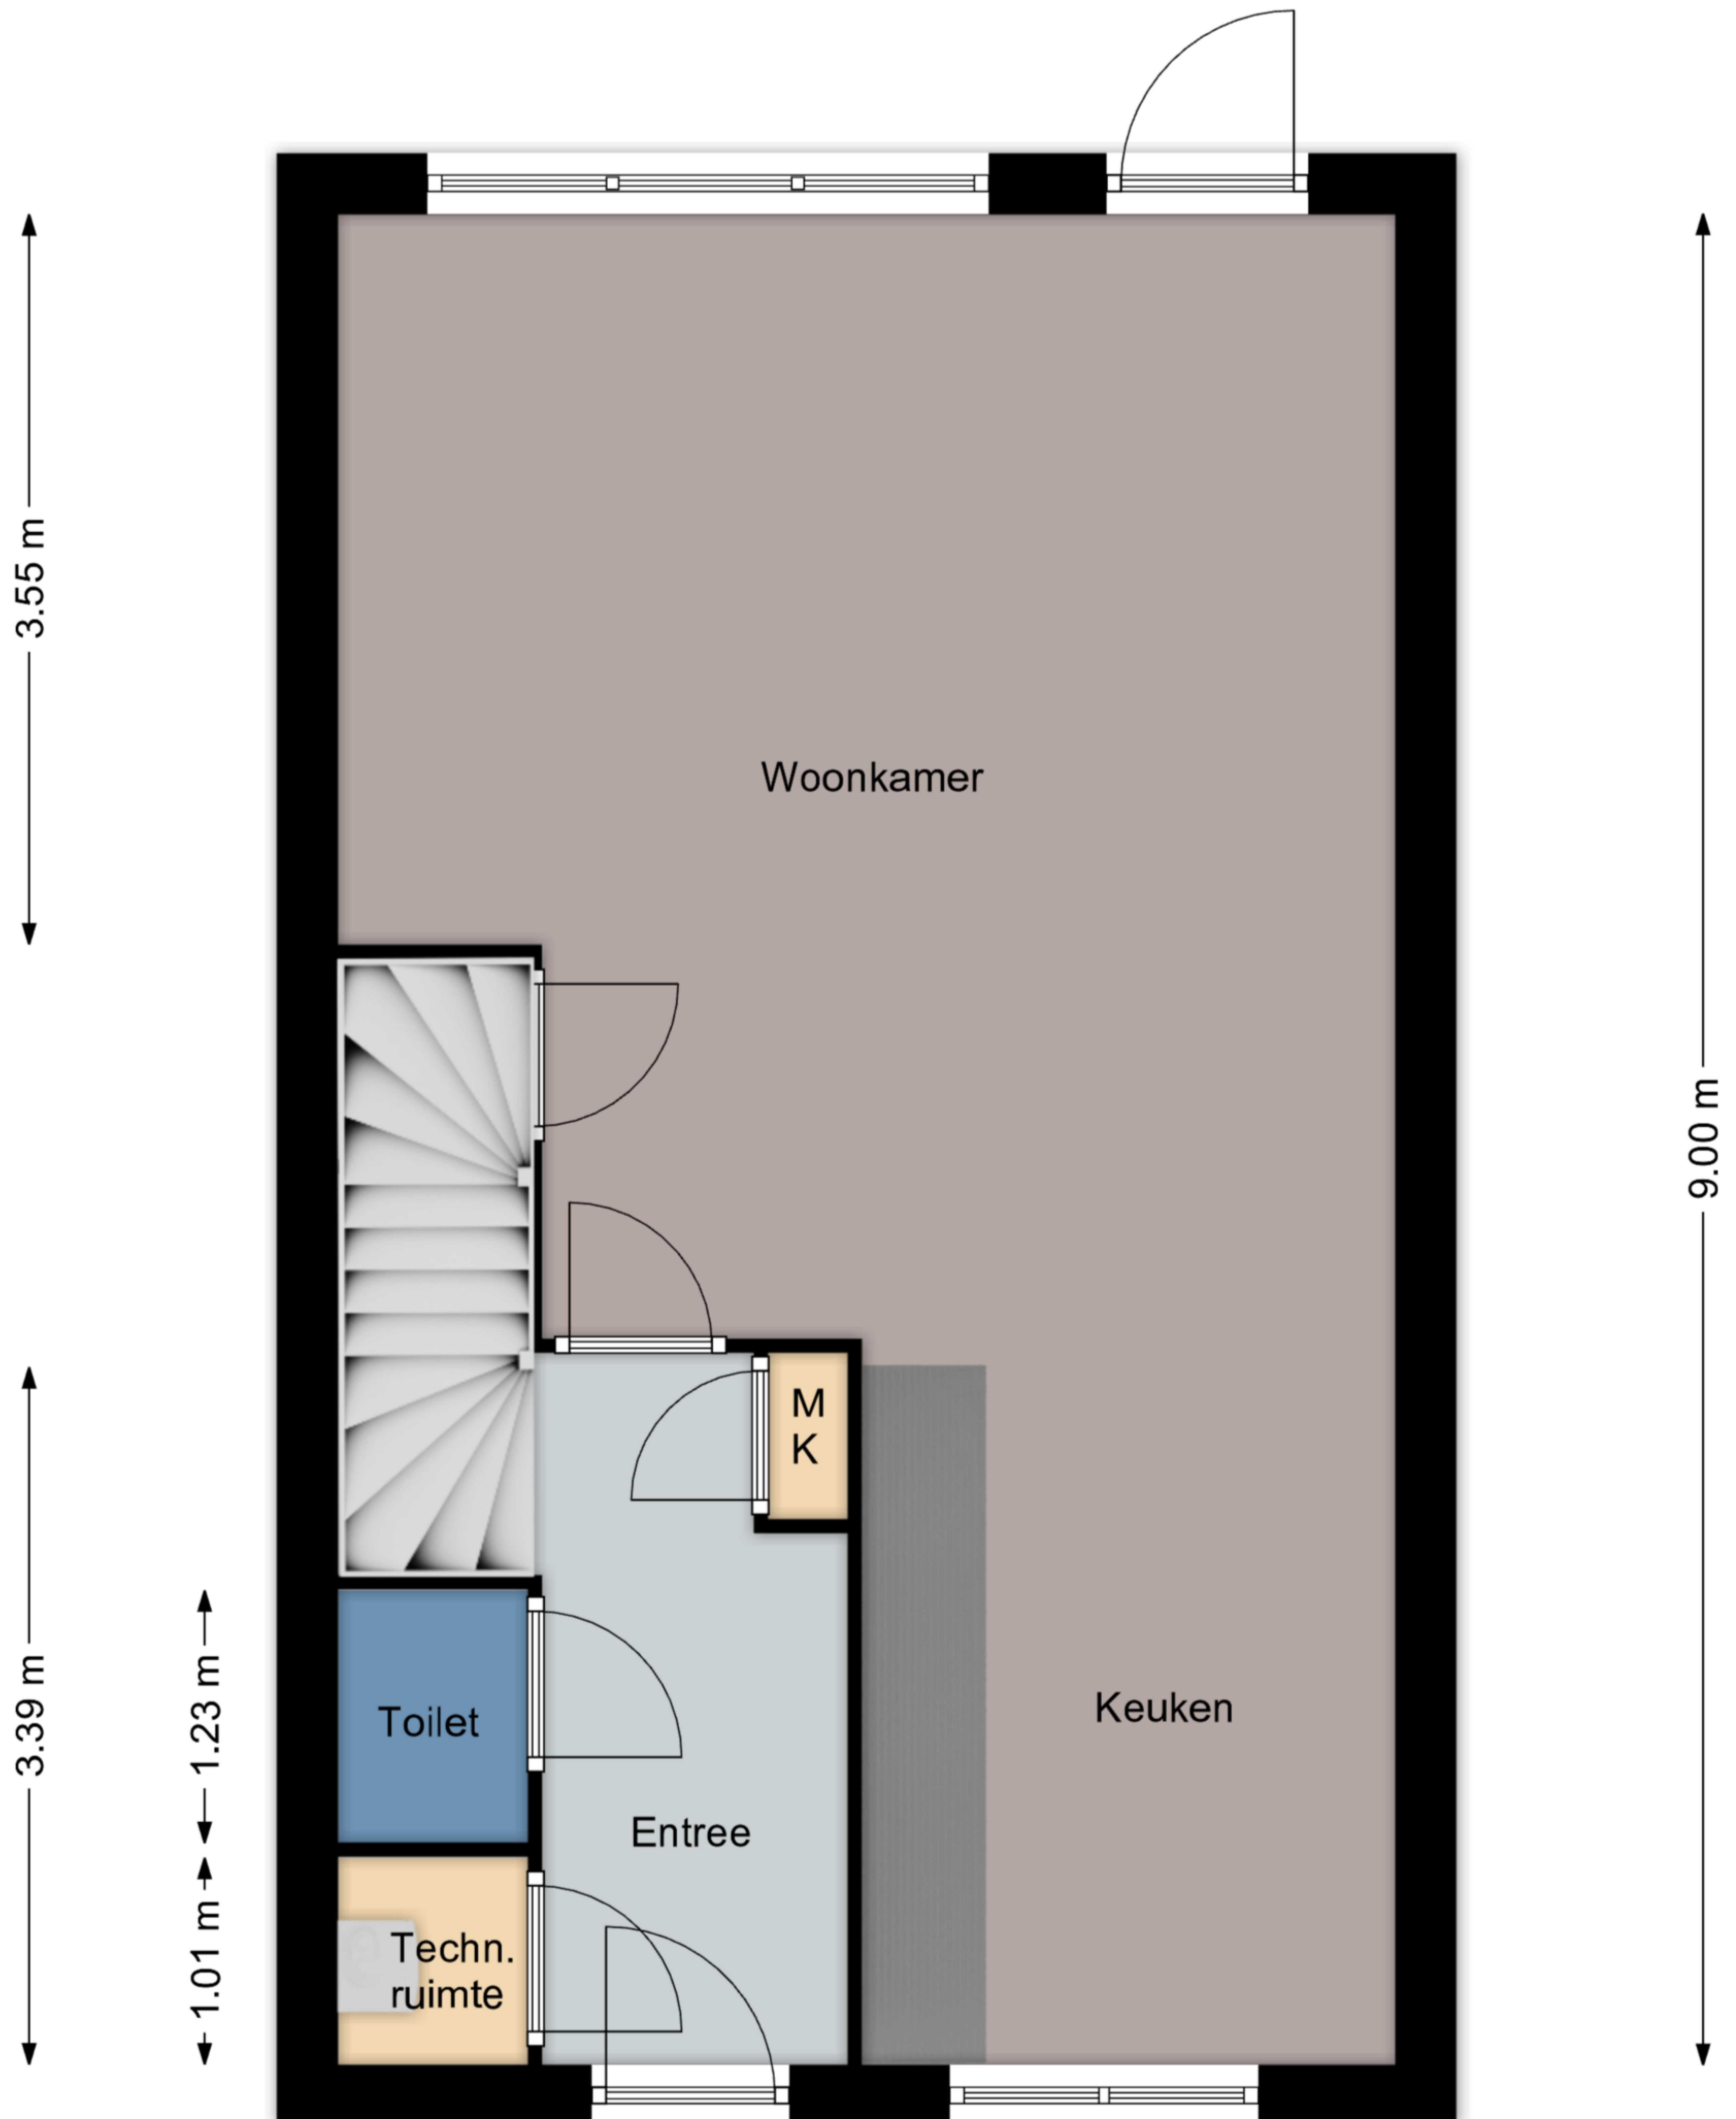 3.55 m
Woonkamer
9.00 m
M
K
3.39 m
1.23 m
Toilet
Keuken
Entree
1.01 m
Techn.
ruimte